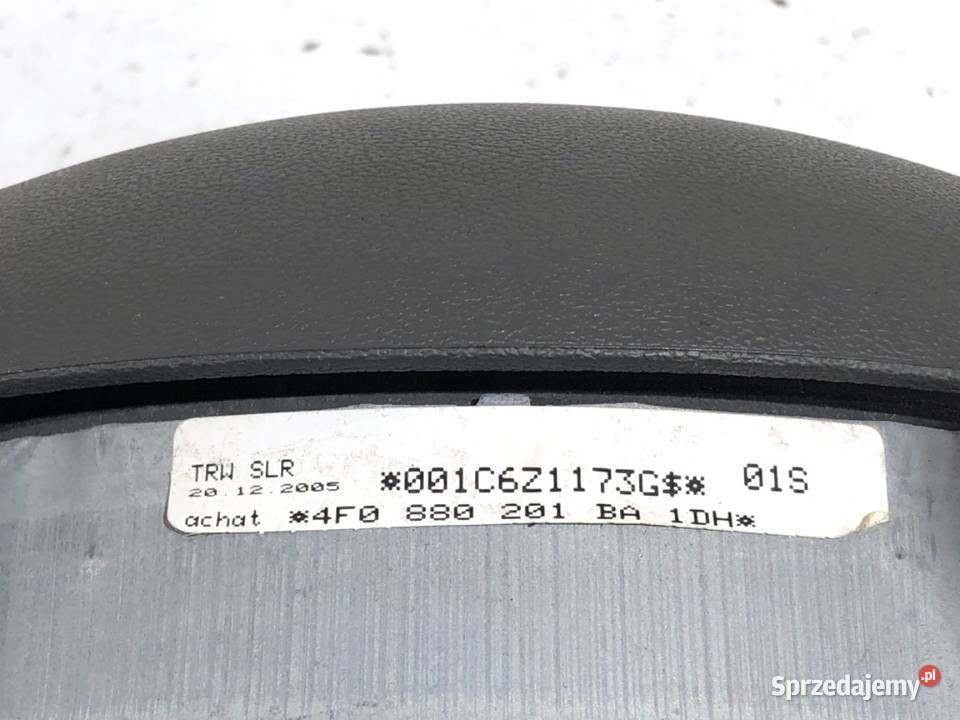 TRW SLR
20.12.2005
*001C6Z1173G$* 01S
achat *4F0 880 201 BA 1DH*
Sprzedajemy.pl